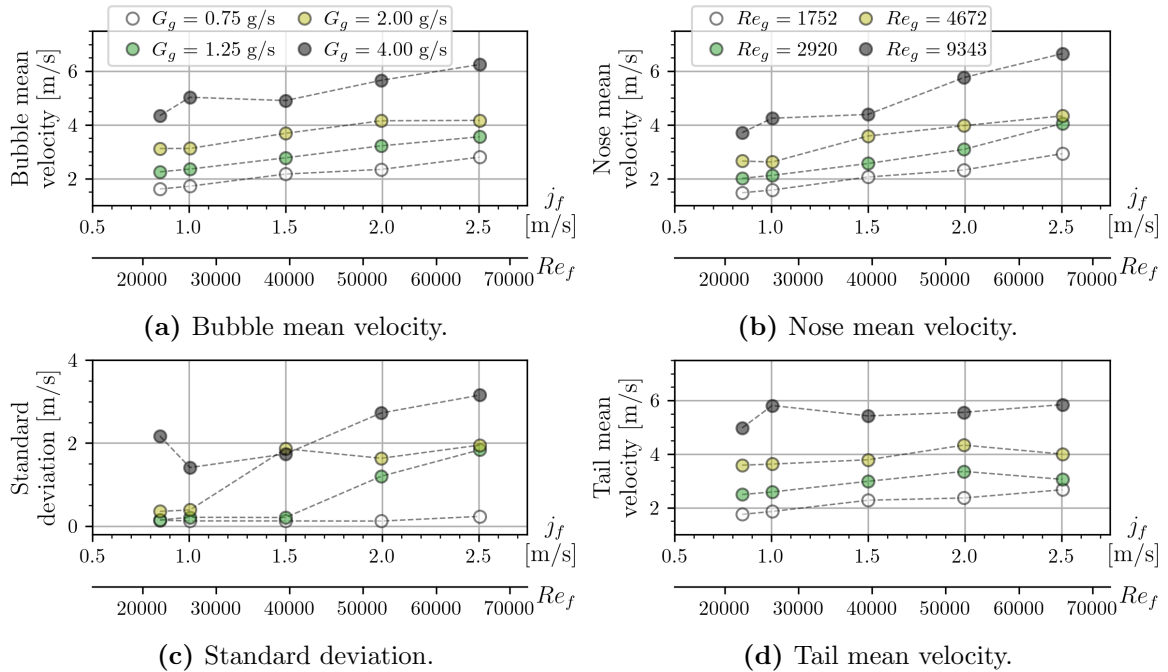 G_g = 0.75 g/s G_g = 2.00 g/s
G_g = 1.25 g/s G_g = 4.00 g/s
Bubble mean
velocity [m/s]
6
4
2
0.5 1.0 1.5 2.0 2.5
j_f
[m/s]
20000 30000 40000 50000 60000 70000 Re_f
(a) Bubble mean velocity.
Re_g = 1752 Re_g = 4672
Re_g = 2920 Re_g = 9343
Nose mean
velocity [m/s]
6
4
2
0.5 1.0 1.5 2.0 2.5
j_f
[m/s]
20000 30000 40000 50000 60000 70000 Re_f
(b) Nose mean velocity.
Standard
deviation [m/s]
4
2
0
0.5 1.0 1.5 2.0 2.5
j_f
[m/s]
20000 30000 40000 50000 60000 70000 Re_f
(c) Standard deviation.
Tail mean
velocity [m/s]
6
4
2
0.5 1.0 1.5 2.0 2.5
j_f
[m/s]
20000 30000 40000 50000 60000 70000 Re_f
(d) Tail mean velocity.